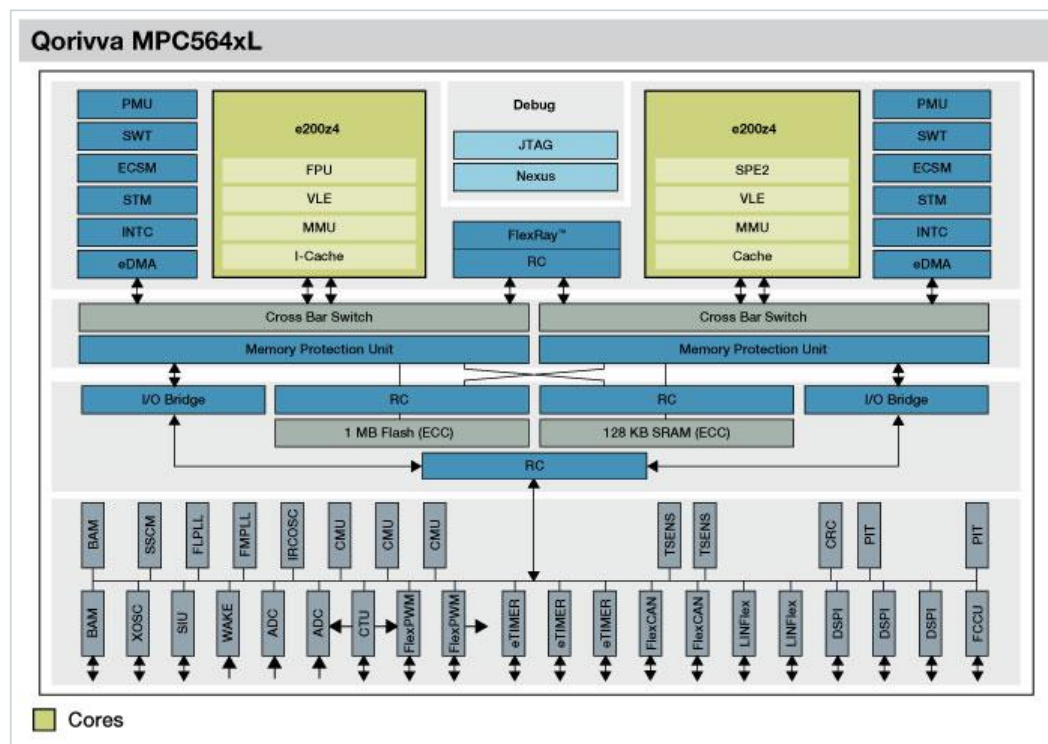 Qorivva MPC564xL
PMU
SWT
ECSM
STM
INTC
eDMA
e200z4
FPU
VLE
MMU
I-Cache
Debug
JTAG
Nexus
FlexRay™
RC
e200z4
SPE2
VLE
MMU
Cache
PMU
SWT
ECSM
STM
INTC
eDMA
Cross Bar Switch
Cross Bar Switch
Memory Protection Unit
Memory Protection Unit
I/O Bridge
RC
RC
I/O Bridge
1 MB Flash (ECC)
128 KB SRAM (ECC)
RC
BAM
SSCM
FLPLL
FMPLL
IRCOSC
CMU
CMU
CMU
TSENS
TSENS
CRC
PIT
PIT
BAM
XOSC
SIU
WAKE
ADC
ADC
CTU
FlexPWM
FlexPWM
eTIMER
eTIMER
eTIMER
FlexCAN
FlexCAN
LINFlex
LINFlex
DSPI
DSPI
DSPI
FCCU
Cores